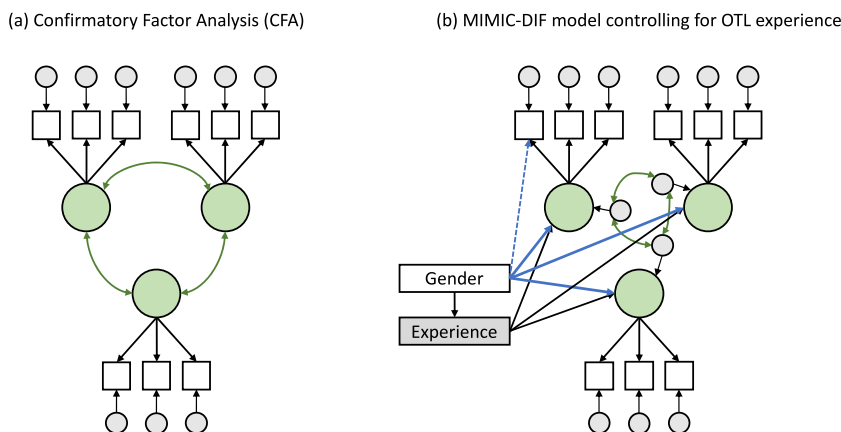 (a) Confirmatory Factor Analysis (CFA)
(b) MIMIC-DIF model controlling for OTL experience
Gender
Experience